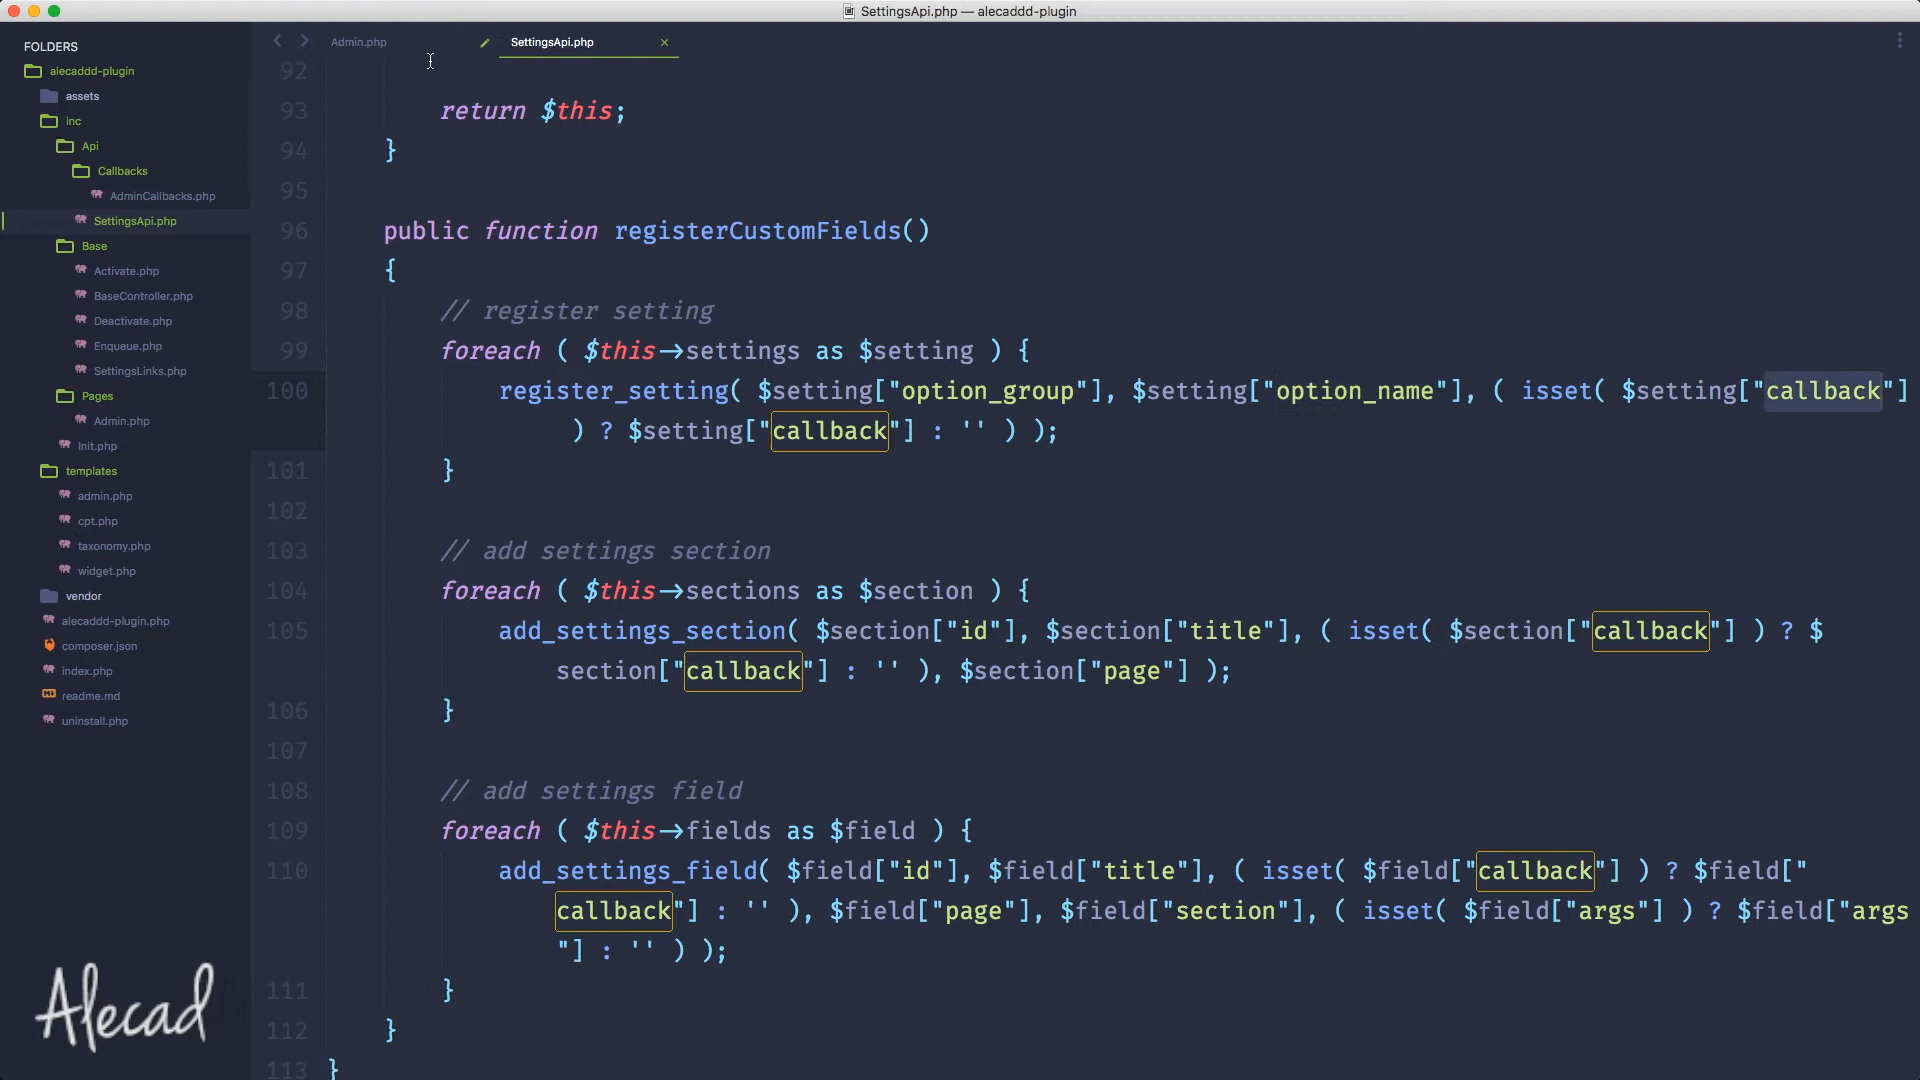 SettingsApi.php — alecaddd-plugin
FOLDERS
alecaddd-plugin
assets
inc
Api
Callbacks
AdminCallbacks.php
SettingsApi.php
Base
Activate.php
BaseController.php
Deactivate.php
Enqueue.php
SettingsLinks.php
Pages
Admin.php
Init.php
templates
admin.php
cpt.php
taxonomy.php
widget.php
vendor
alecaddd-plugin.php
composer.json
index.php
readme.md
uninstall.php
Alecad
Admin.php
SettingsApi.php ×
92
93 return $this;
94 }
95
96 public function registerCustomFields()
97 {
98 // register setting
99 foreach ( $this->settings as $setting ) {
100 register_setting( $setting["option_group"], $setting["option_name"], ( isset( $setting["callback"]
) ? $setting["callback"] : '' ) );
101 }
102
103 // add settings section
104 foreach ( $this->sections as $section ) {
105 add_settings_section( $section["id"], $section["title"], ( isset( $section["callback"] ) ? $
section["callback"] : '' ), $section["page"] );
106 }
107
108 // add settings field
109 foreach ( $this->fields as $field ) {
110 add_settings_field( $field["id"], $field["title"], ( isset( $field["callback"] ) ? $field["
callback"] : '' ), $field["page"], $field["section"], ( isset( $field["args"] ) ? $field["args
"] : '' ) );
111 }
112 }
113 }